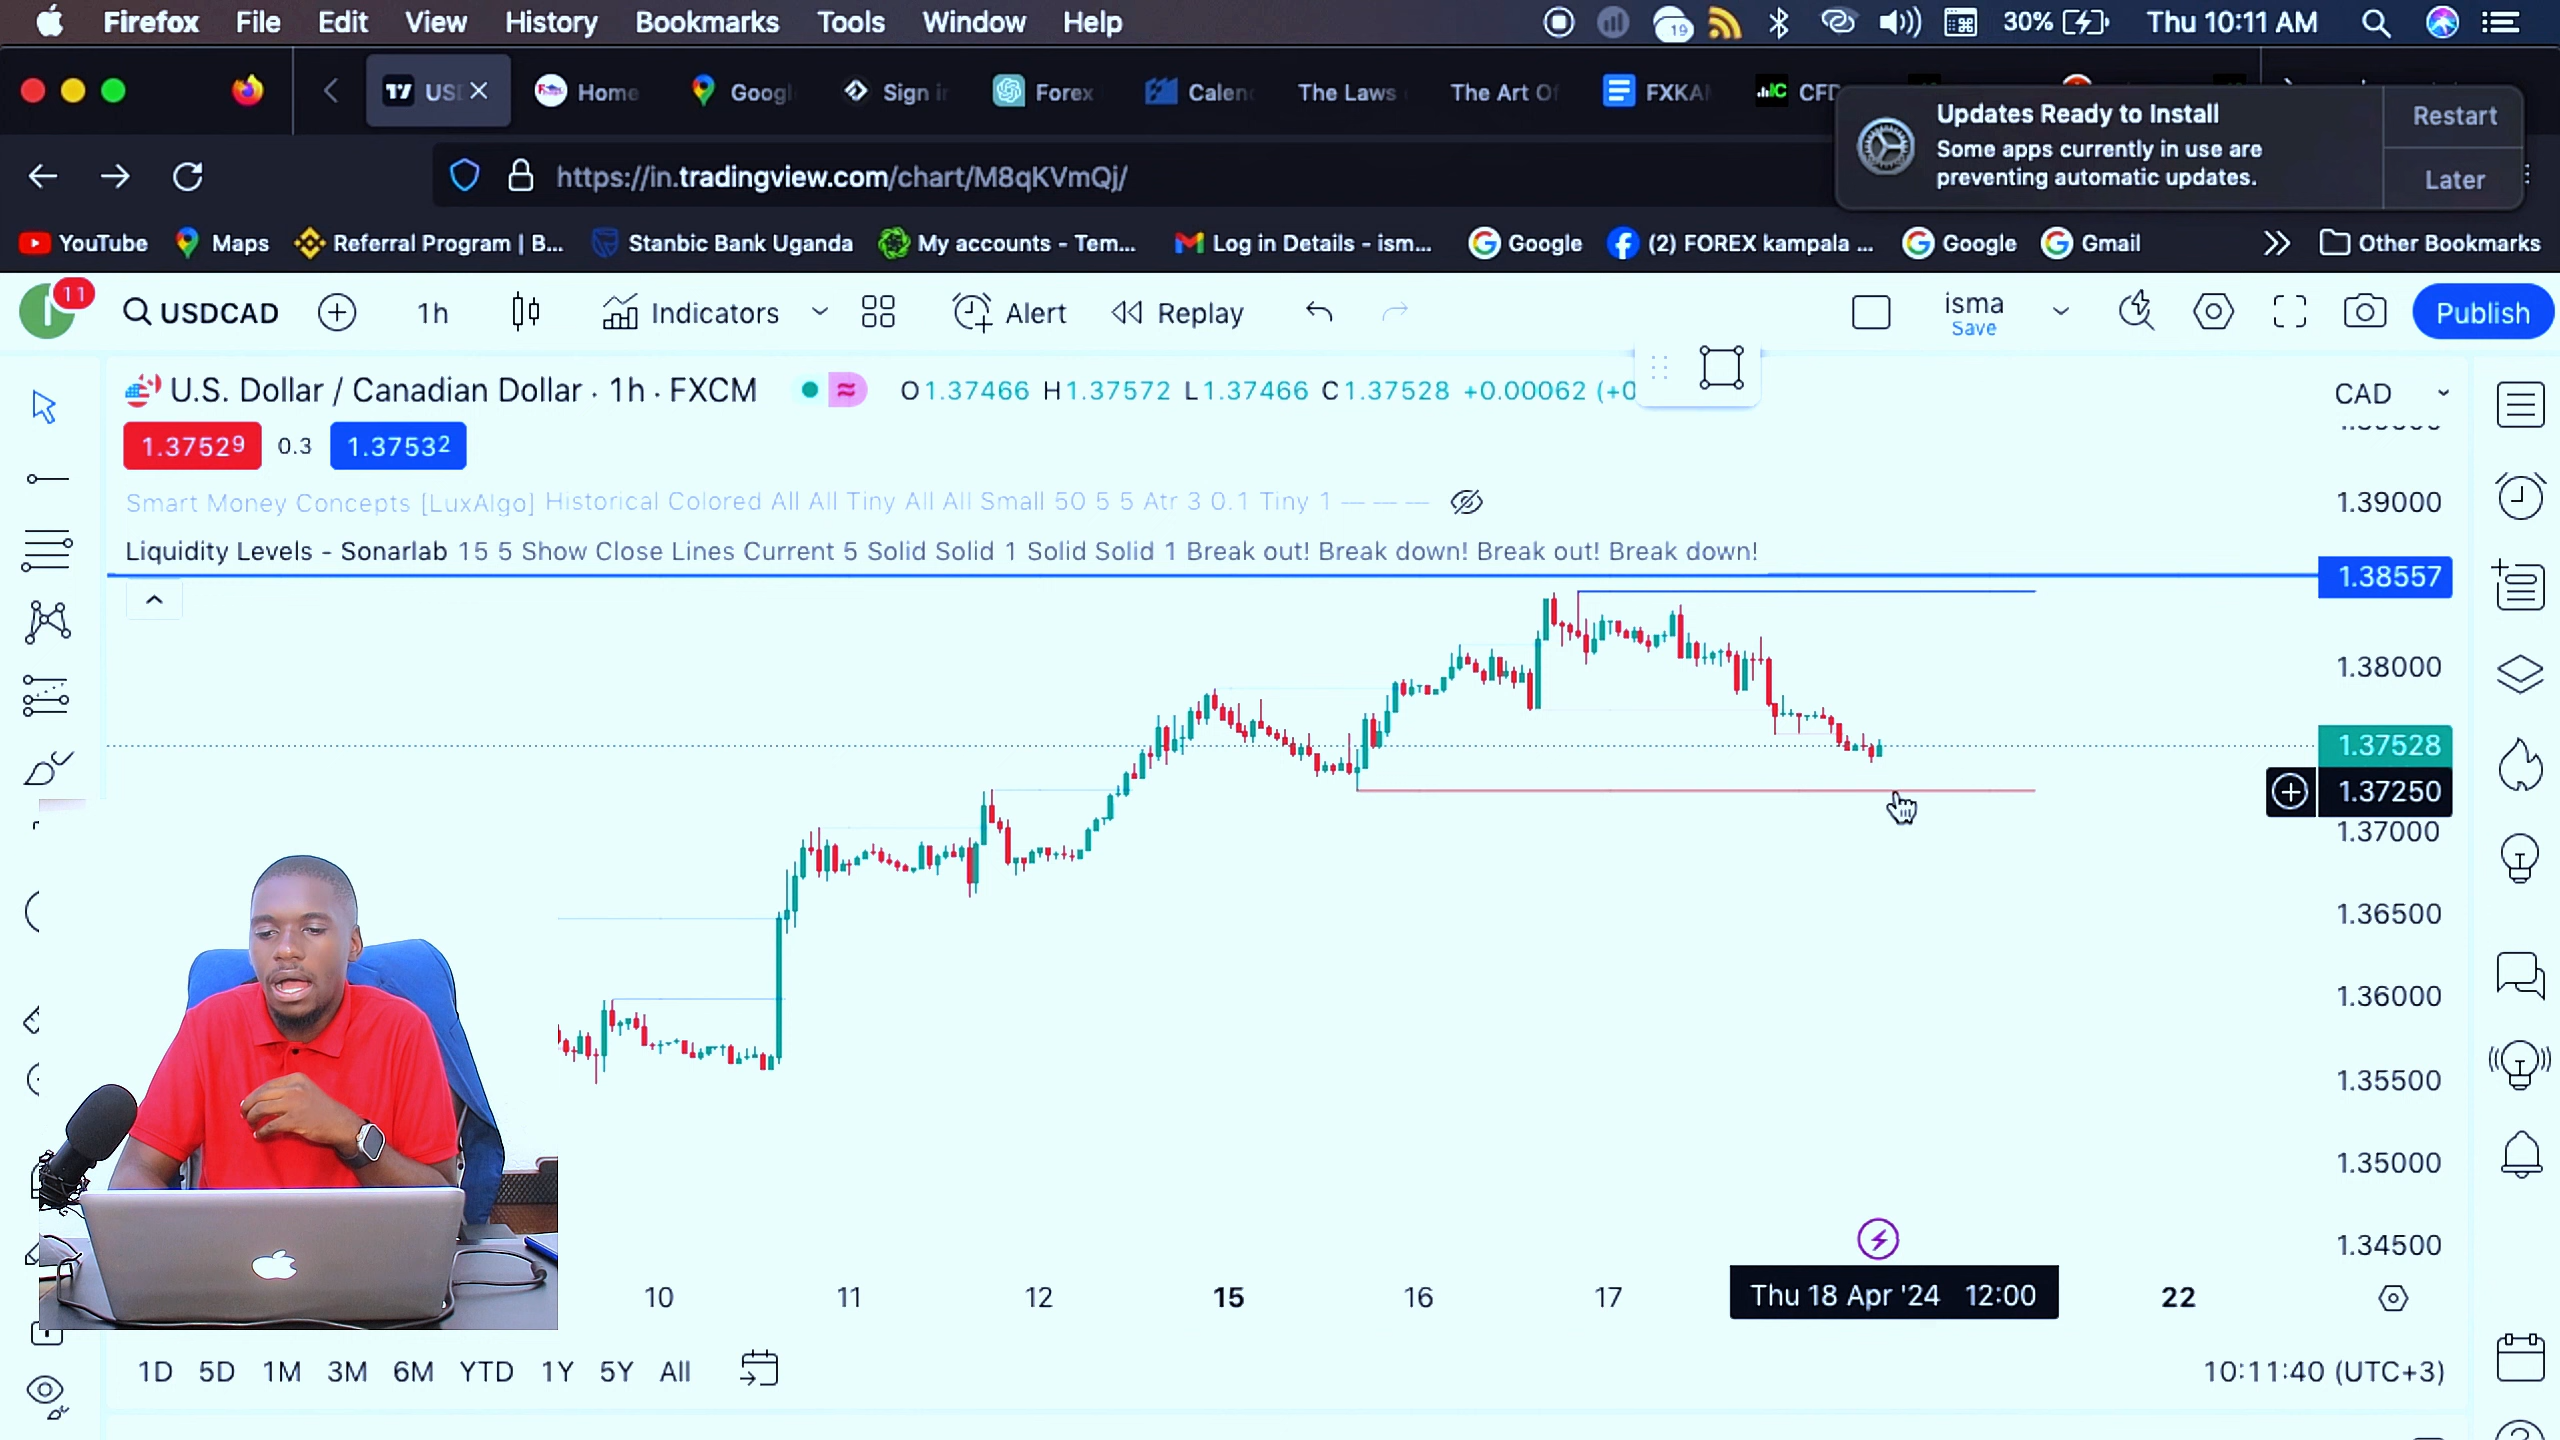 Firefox File Edit View History Bookmarks Tools Window Help 19 30% Thu 10:11 AM
US Home Googl Sign in Forex Calen The Laws The Art Of FXKA CFD
Updates Ready to Install
Some apps currently in use are
preventing automatic updates.
Restart
Later
https://in.tradingview.com/chart/M8qKVmQj/
YouTube Maps Referral Program | B... Stanbic Bank Uganda My accounts - Tem... Log in Details - ism... Google (2) FOREX kampala ... Google Gmail Other Bookmarks
11 USDCAD 1h Indicators Alert Replay isma Publish
Save
U.S. Dollar / Canadian Dollar · 1h · FXCM O1.37466 H1.37572 L1.37466 C1.37528 +0.00062 (+0 CAD
1.37529 0.3 1.37532
Smart Money Concepts [LuxAlgo] Historical Colored All All Tiny All All Small 50 5 5 Atr 3 0.1 Tiny 1 — — —
1.39000
Liquidity Levels - Sonarlab 15 5 Show Close Lines Current 5 Solid Solid 1 Solid Solid 1 Break out! Break down! Break out! Break down!
1.38557
1.38000
1.37528
1.37250
1.37000
1.36500
1.36000
1.35500
1.35000
1.34500
10 11 12 15 16 17 Thu 18 Apr '24 12:00 22
1D 5D 1M 3M 6M YTD 1Y 5Y All 10:11:40 (UTC+3)